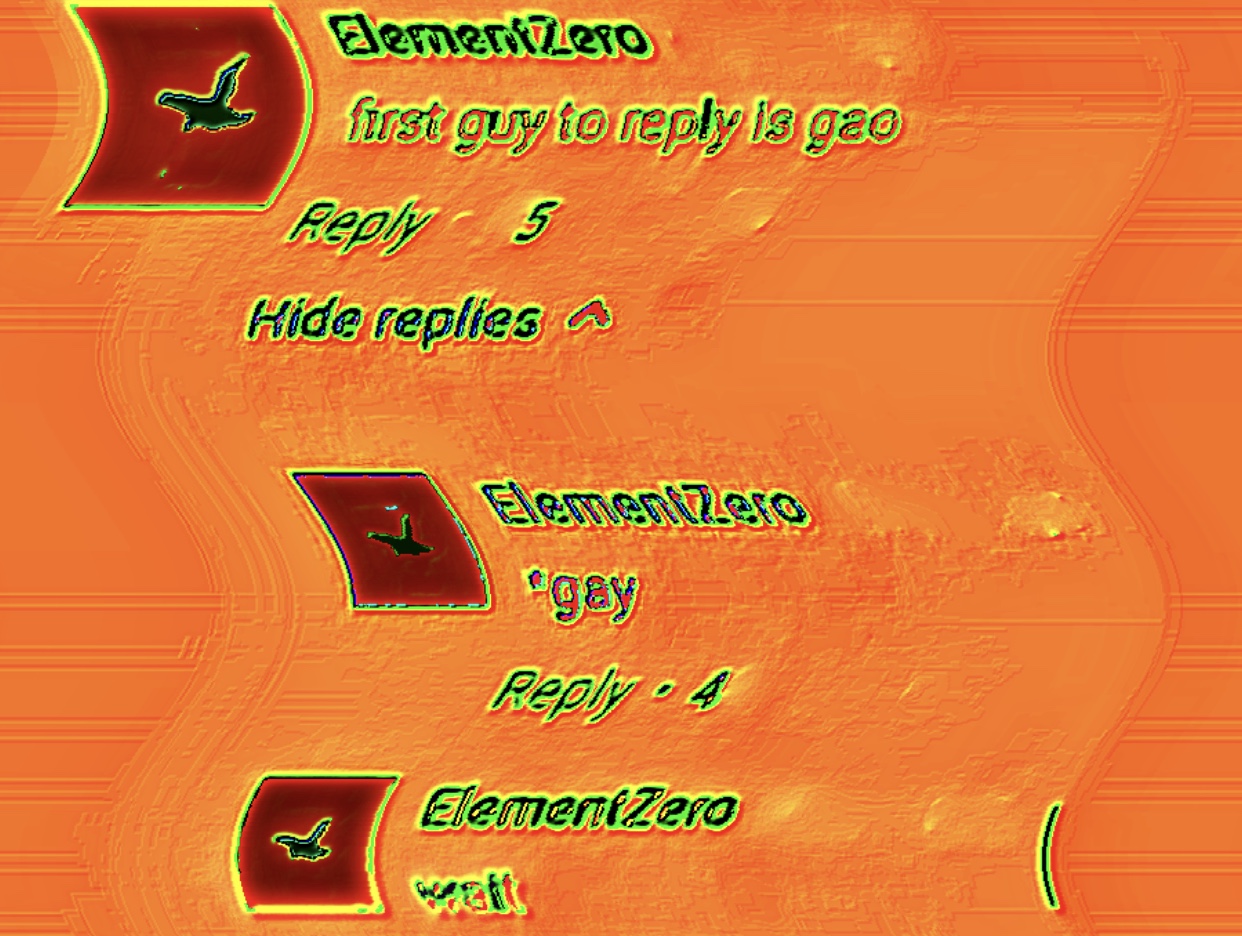 ElementZero
first guy to reply is gao
Reply - 5
Hide replies ^
ElementZero
*gay
Reply - 4
ElementZero
wait